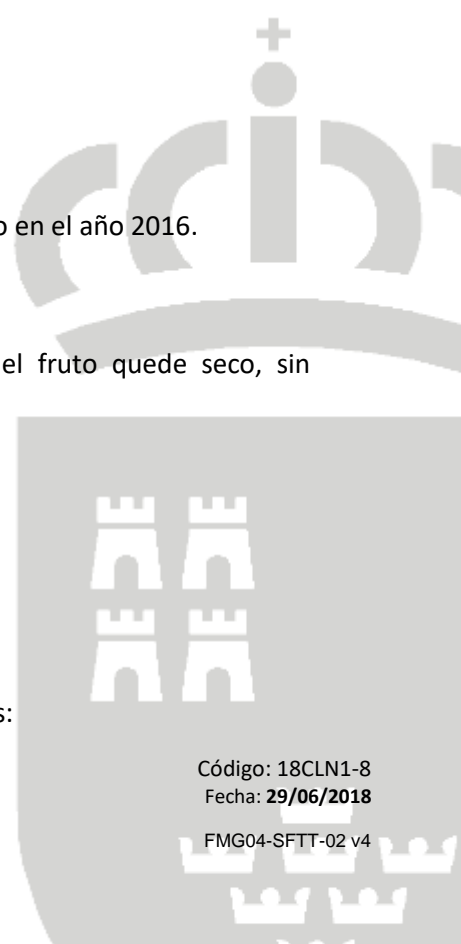 en el año 2016.
el fruto quede seco, sin
Código: 18CLN1-8
Fecha: 29/06/2018
FMG04-SFTT-02 v4